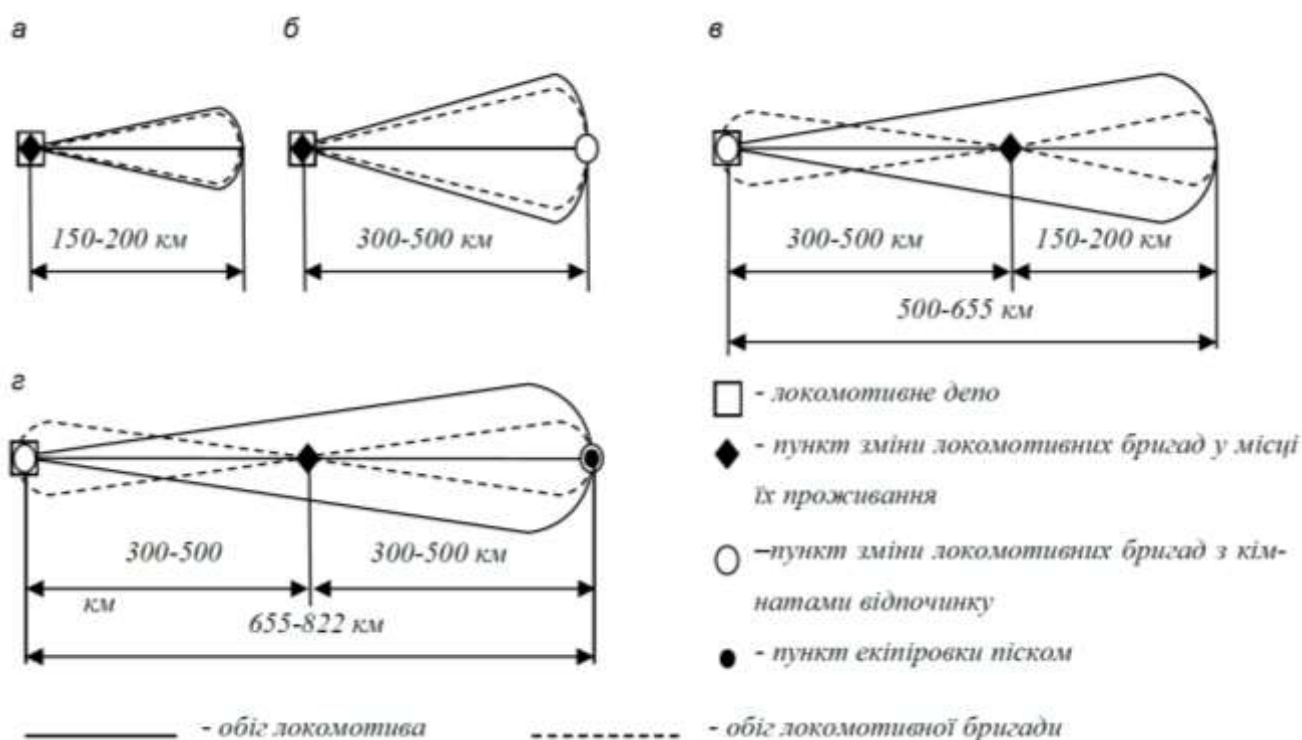 а
б
в
150-200 км
300-500 км
300-500 км
150-200 км
500-655 км
г
300-500
км
300-500 км
655-822 км
- локомотивне депо
- пункт зміни локомотивних бригад у місці
їх проживання
–пункт зміни локомотивних бригад з кім-
натами відпочинку
- пункт екіпіровки піском
- обіг локомотива
- обіг локомотивної бригади